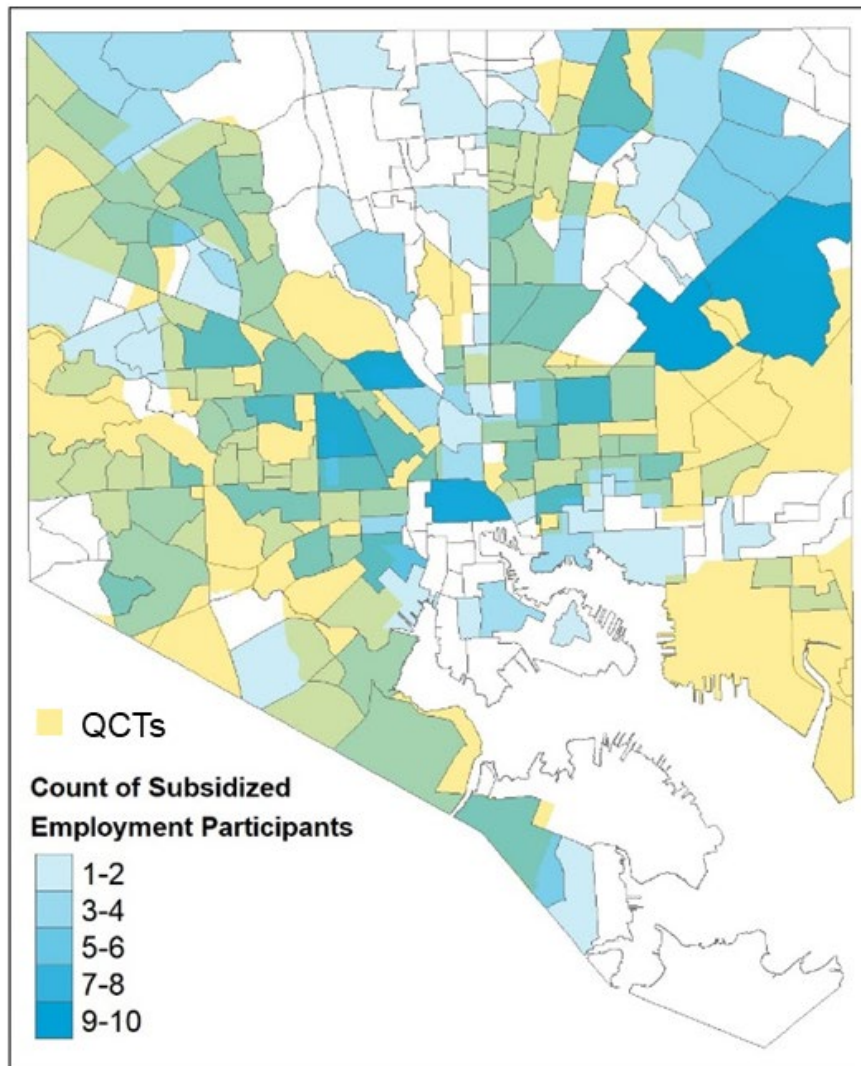 QCTs
Count of Subsidized
Employment Participants
1-2
3-4
5-6
7-8
9-10